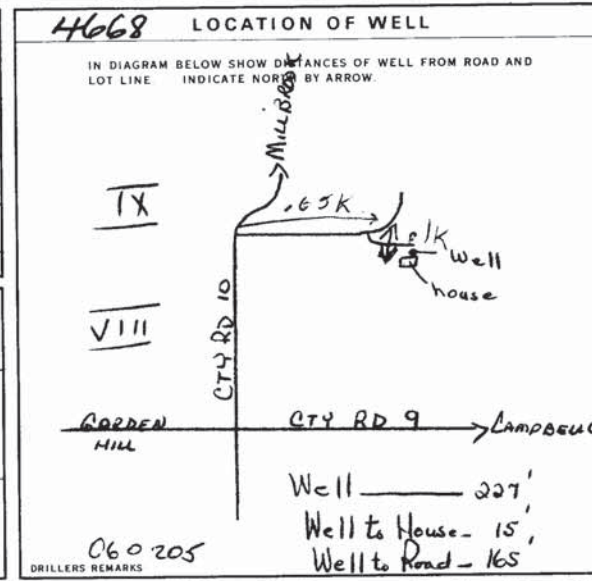 4668 LOCATION OF WELL
IN DIAGRAM BELOW SHOW DISTANCES OF WELL FROM ROAD AND
LOT LINE INDICATE NORTH BY ARROW.
MILLBROOK
IX
.65K
.1K
Well
house
VIII
CTY RD 10
GARDEN
HILL
CTY RD 9
CAMPBELLC
Well 227'
Well to House - 15'
Well to Road - 165'
060205
DRILLERS REMARKS